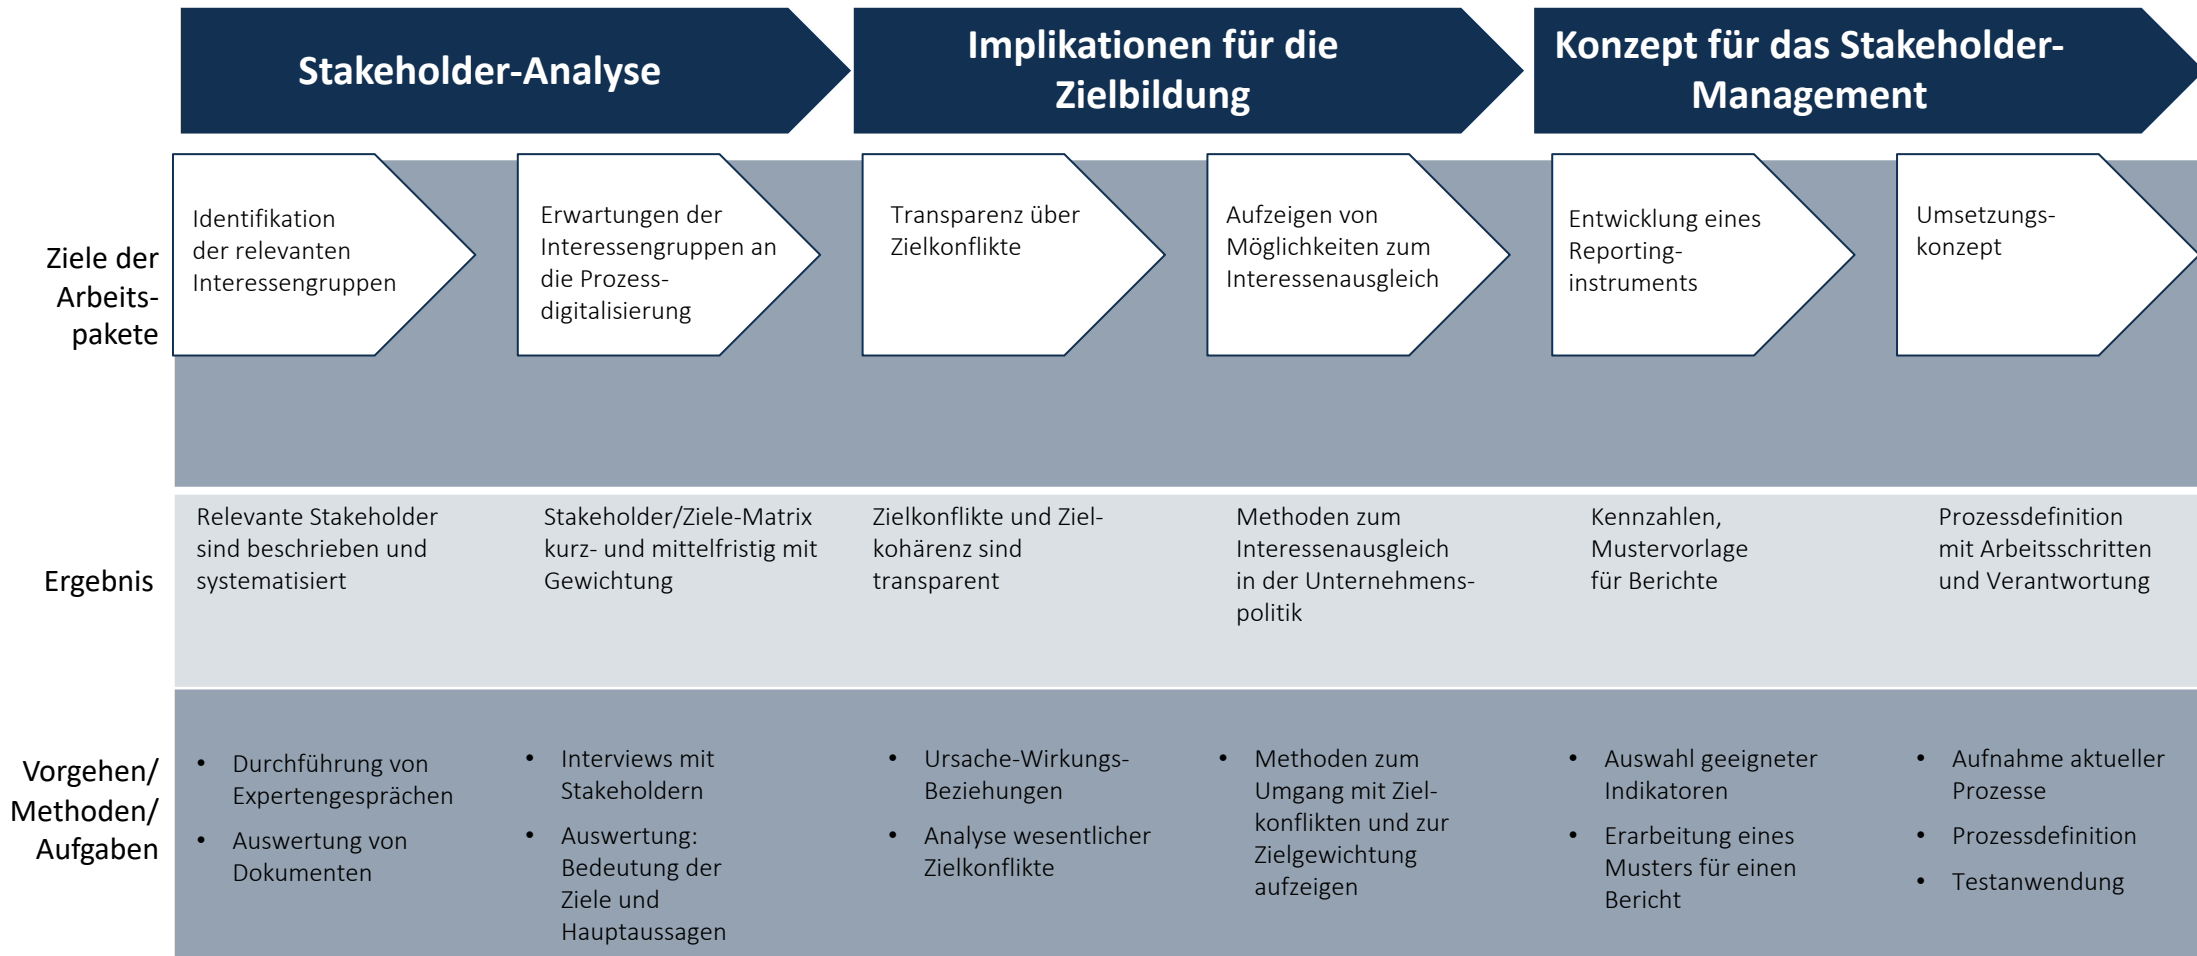 Stakeholder-Analyse
Implikationen für die
Zielbildung
Konzept für das Stakeholder-
Management
Ziele der
Arbeits-
pakete
Identifikation
der relevanten
Interessengruppen
Erwartungen der
Interessengruppen an
die Prozess-
digitalisierung
Transparenz über
Zielkonflikte
Aufzeigen von
Möglichkeiten zum
Interessenausgleich
Entwicklung eines
Reporting-
instruments
Umsetzungs-
konzept
Ergebnis
Relevante Stakeholder
sind beschrieben und
systematisiert
Stakeholder/Ziele-Matrix
kurz- und mittelfristig mit
Gewichtung
Zielkonflikte und Ziel-
kohärenz sind
transparent
Methoden zum
Interessenausgleich
in der Unternehmens-
politik
Kennzahlen,
Mustervorlage
für Berichte
Prozessdefinition
mit Arbeitsschritten
und Verantwortung
Vorgehen/
Methoden/
Aufgaben
• Durchführung von
Expertengesprächen
• Auswertung von
Dokumenten
• Interviews mit
Stakeholdern
• Auswertung:
Bedeutung der
Ziele und
Hauptaussagen
• Ursache-Wirkungs-
Beziehungen
• Analyse wesentlicher
Zielkonflikte
• Methoden zum
Umgang mit Ziel-
konflikten und zur
Zielgewichtung
aufzeigen
• Auswahl geeigneter
Indikatoren
• Erarbeitung eines
Musters für einen
Bericht
• Aufnahme aktueller
Prozesse
• Prozessdefinition
• Testanwendung